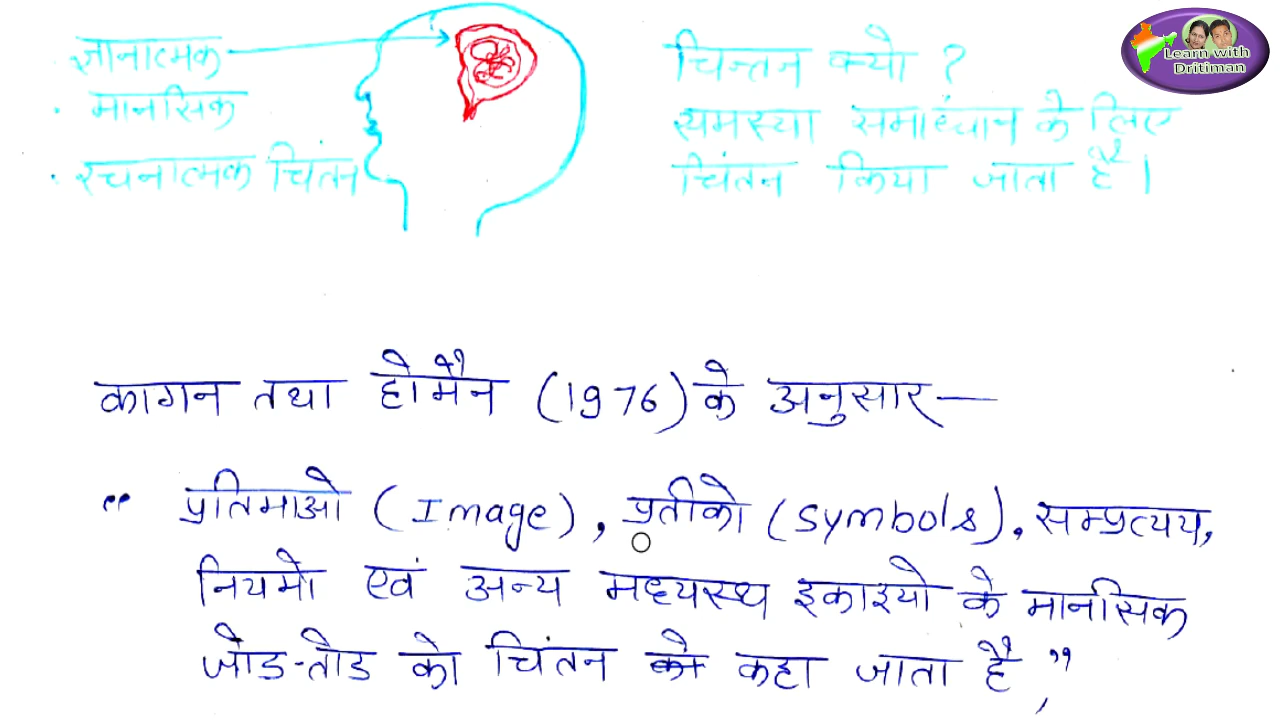 ज्ञानात्मक
· मानसिक
· रचनात्मक चिंतन
चिन्तन क्यो ?
समस्या समाधान के लिए
चिंतन किया जाता है।
Learn with
Dritiman
कागन तथा होमैन (1976) के अनुसार—
“ प्रतिमाओ (Image), प्रतीको (Symbols), सम्प्रत्यय,
नियमो एवं अन्य मध्यस्थ इकाइयो के मानसिक
जोड-तोड को चिंतन कहा जाता है”